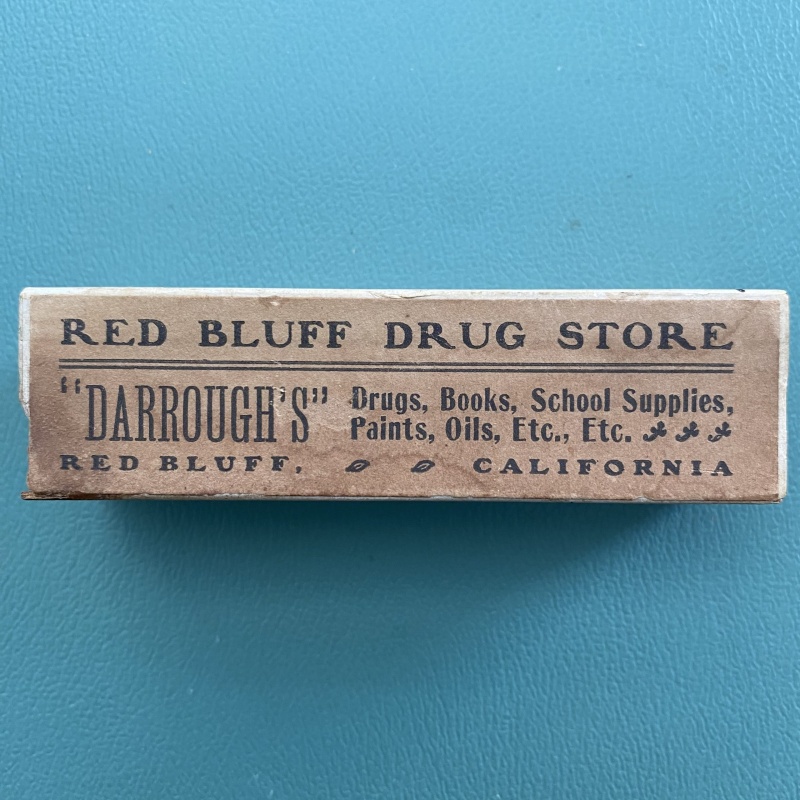 RED BLUFF DRUG STORE
"DARROUGH'S" Drugs, Books, School Supplies,
Paints, Oils, Etc., Etc.
RED BLUFF, CALIFORNIA